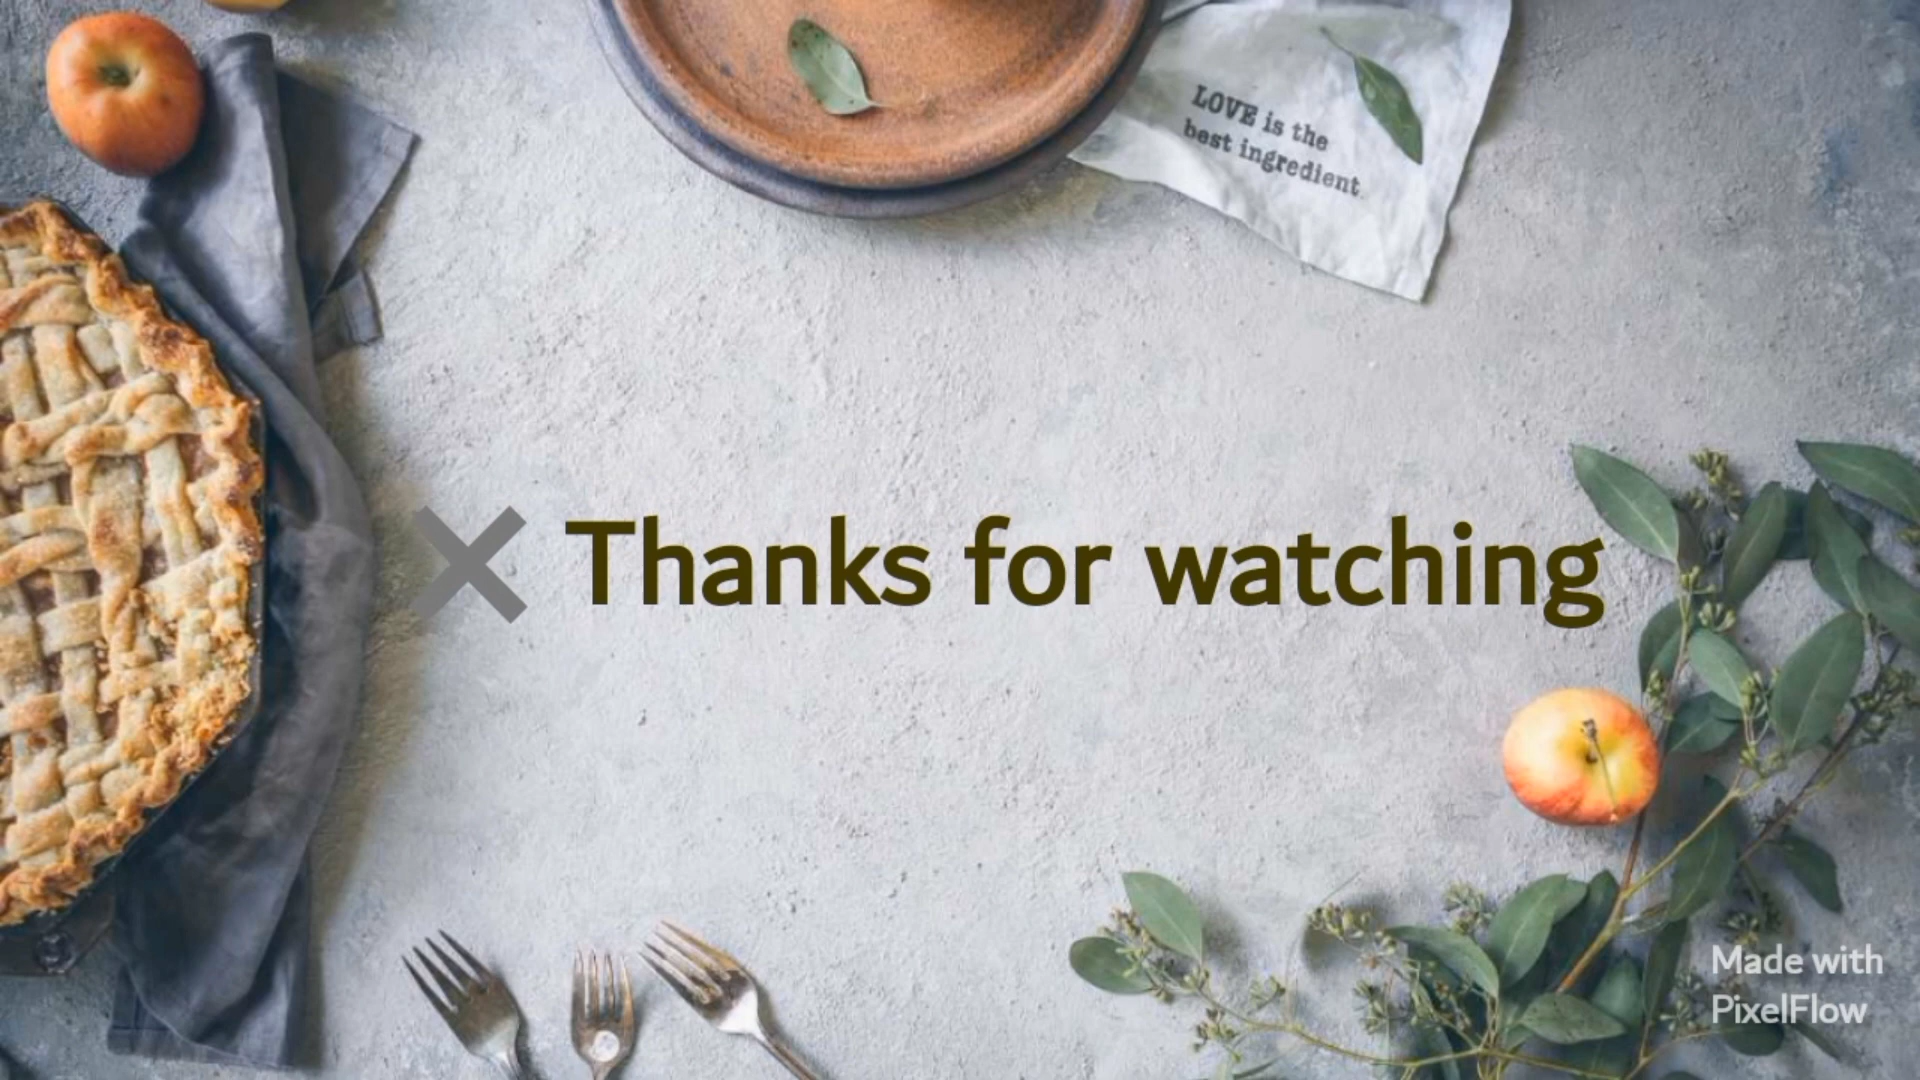 LOVE is the
best ingredient
Thanks for watching
Made with
PixelFlow